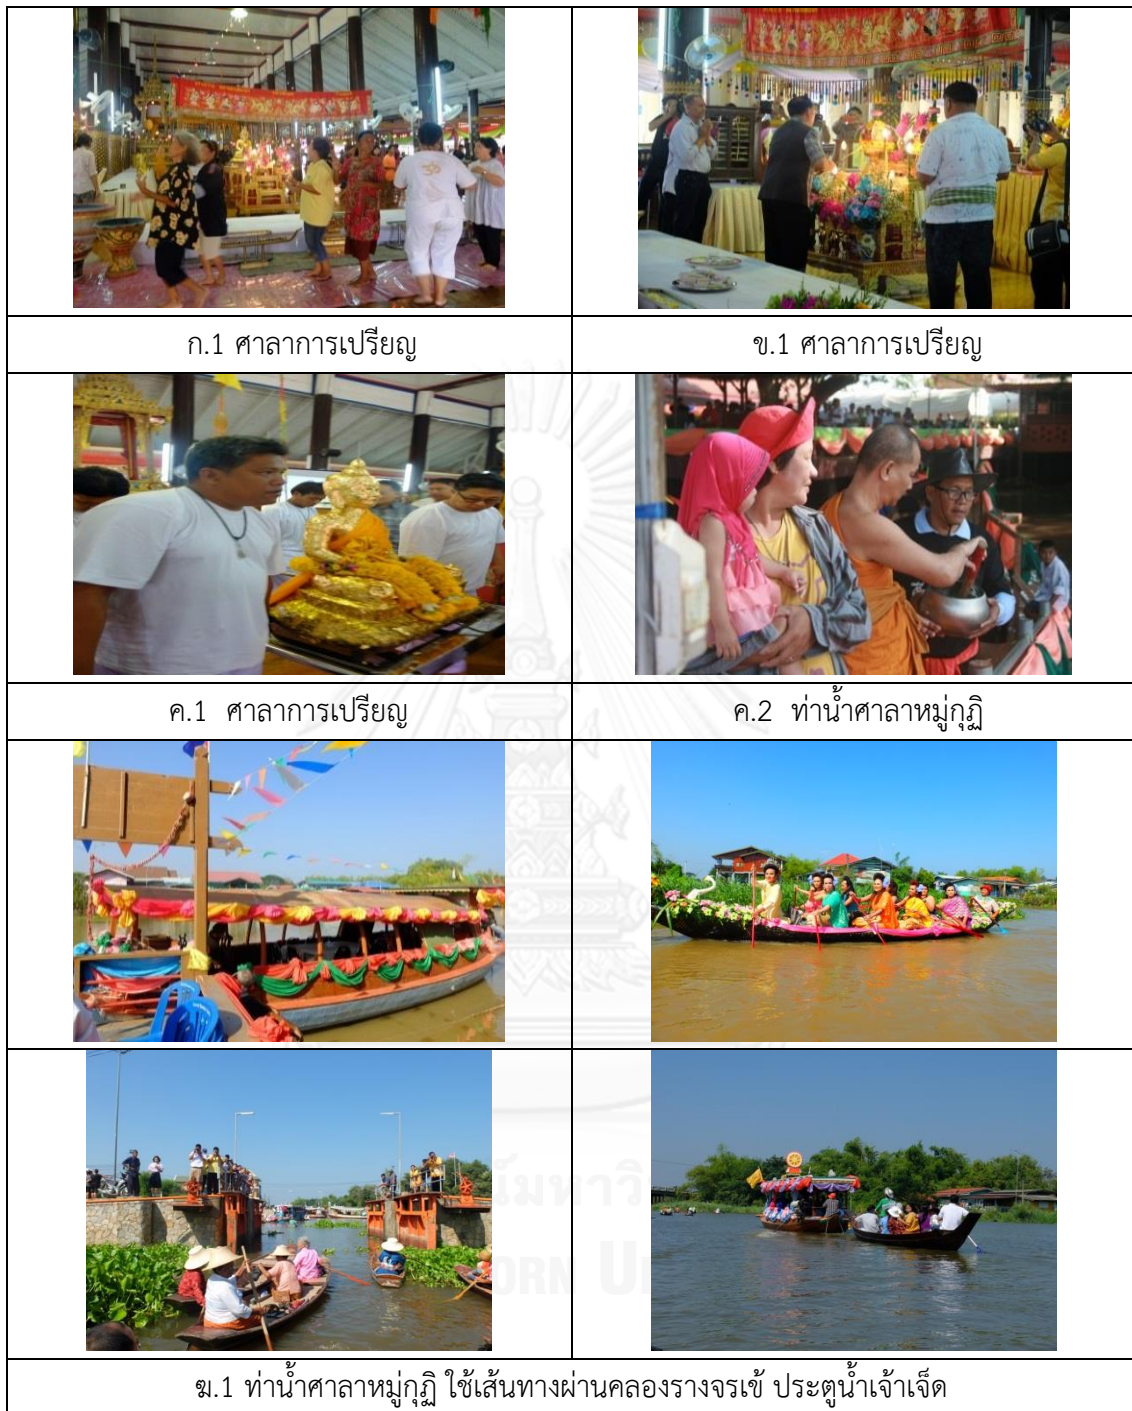 ก.1 ศาลาการเปรียญ
ข.1 ศาลาการเปรียญ
ค.1 ศาลาการเปรียญ
ค.2 ท่าน้ำศาลาหมู่กุฏิ
ฆ.1 ท่าน้ำศาลาหมู่กุฏิ ใช้เส้นทางผ่านคลองรางจรเข้ ประตูน้ำเจ้าเจ็ด